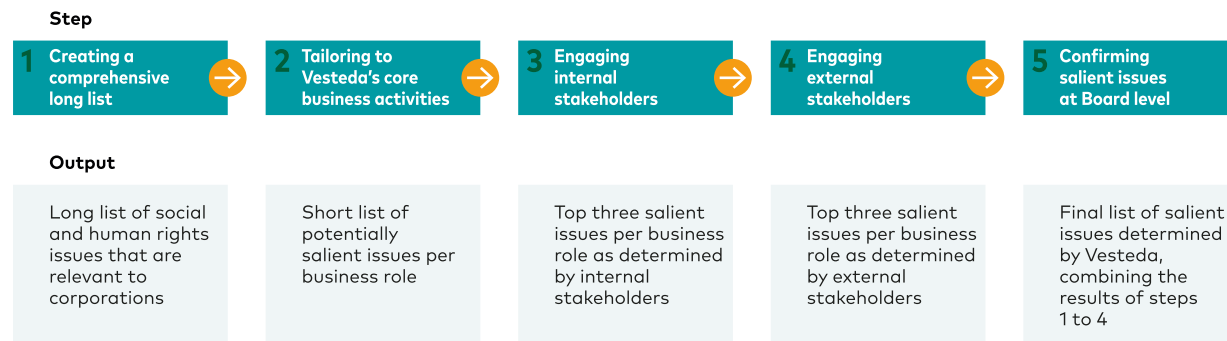 Step
1 Creating a
comprehensive
long list
2 Tailoring to
Vesteda's core
business activities
3 Engaging
internal
stakeholders
4 Engaging
external
stakeholders
5 Confirming
salient issues
at Board level
Output
Long list of social
and human rights
issues that are
relevant to
corporations
Short list of
potentially
salient issues per
business role
Top three salient
issues per business
role as determined
by internal
stakeholders
Top three salient
issues per business
role as determined
by external
stakeholders
Final list of salient
issues determined
by Vesteda,
combining the
results of steps
1 to 4